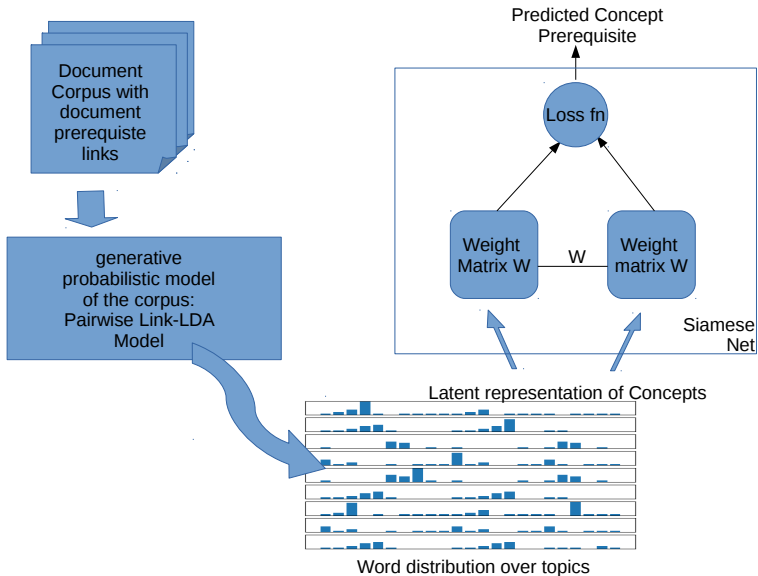 Predicted Concept
Prerequisite
Document
Corpus with
document
prerequiste
links
Loss fn
generative
probabilistic model
of the corpus:
Pairwise Link-LDA
Model
Weight
Matrix W
W
Weight
matrix W
Siamese
Net
Latent representation of Concepts
Word distribution over topics